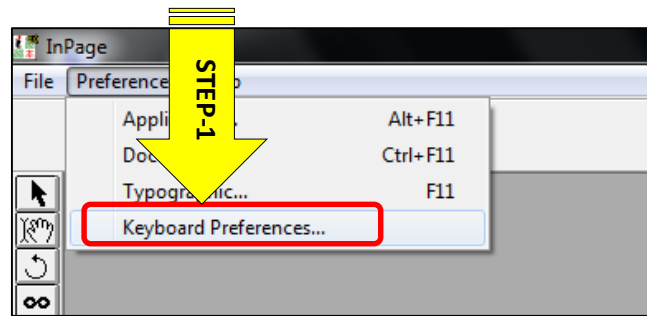 InPage
File Preference
STEP-1
Appli Alt+F11
Doc Ctrl+F11
Typographic... F11
Keyboard Preferences...